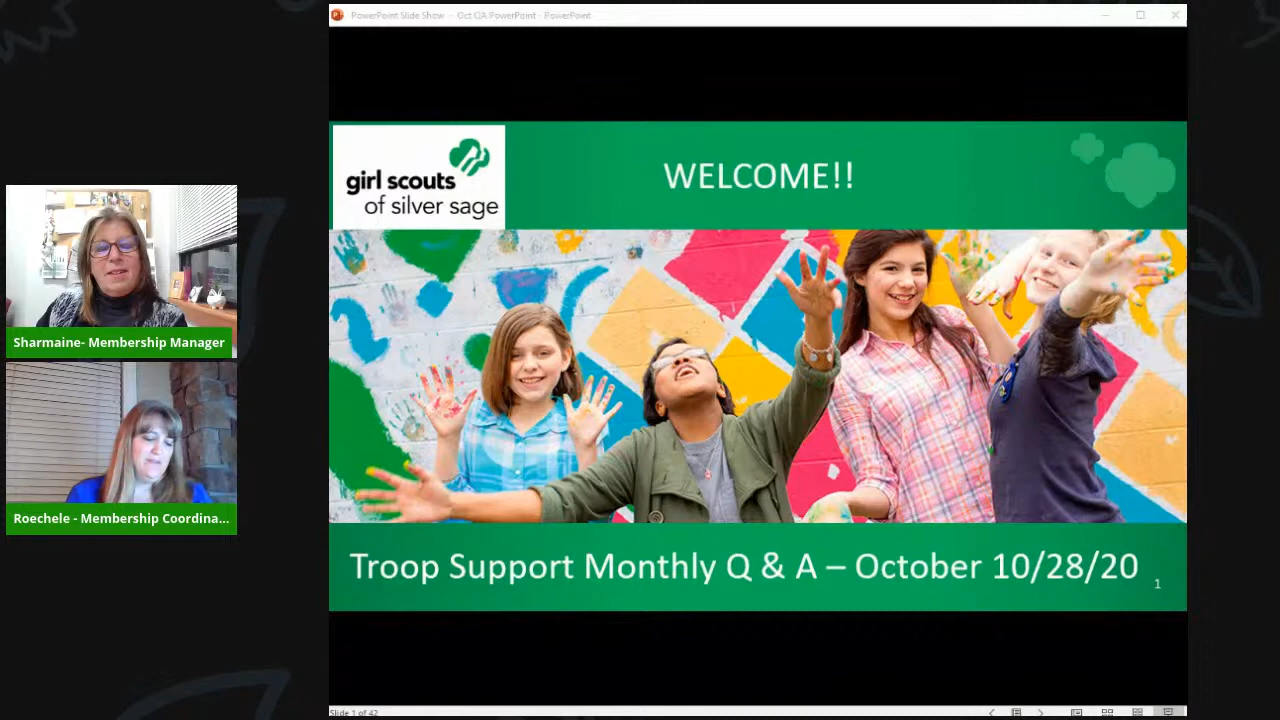 PowerPoint Slide Show - Oct Q/A PowerPoint - PowerPoint
girl scouts
of silver sage
WELCOME!!
Sharmaine- Membership Manager
Roechele - Membership Coordina...
Troop Support Monthly Q & A – October 10/28/20
1
Slide 1 of 42